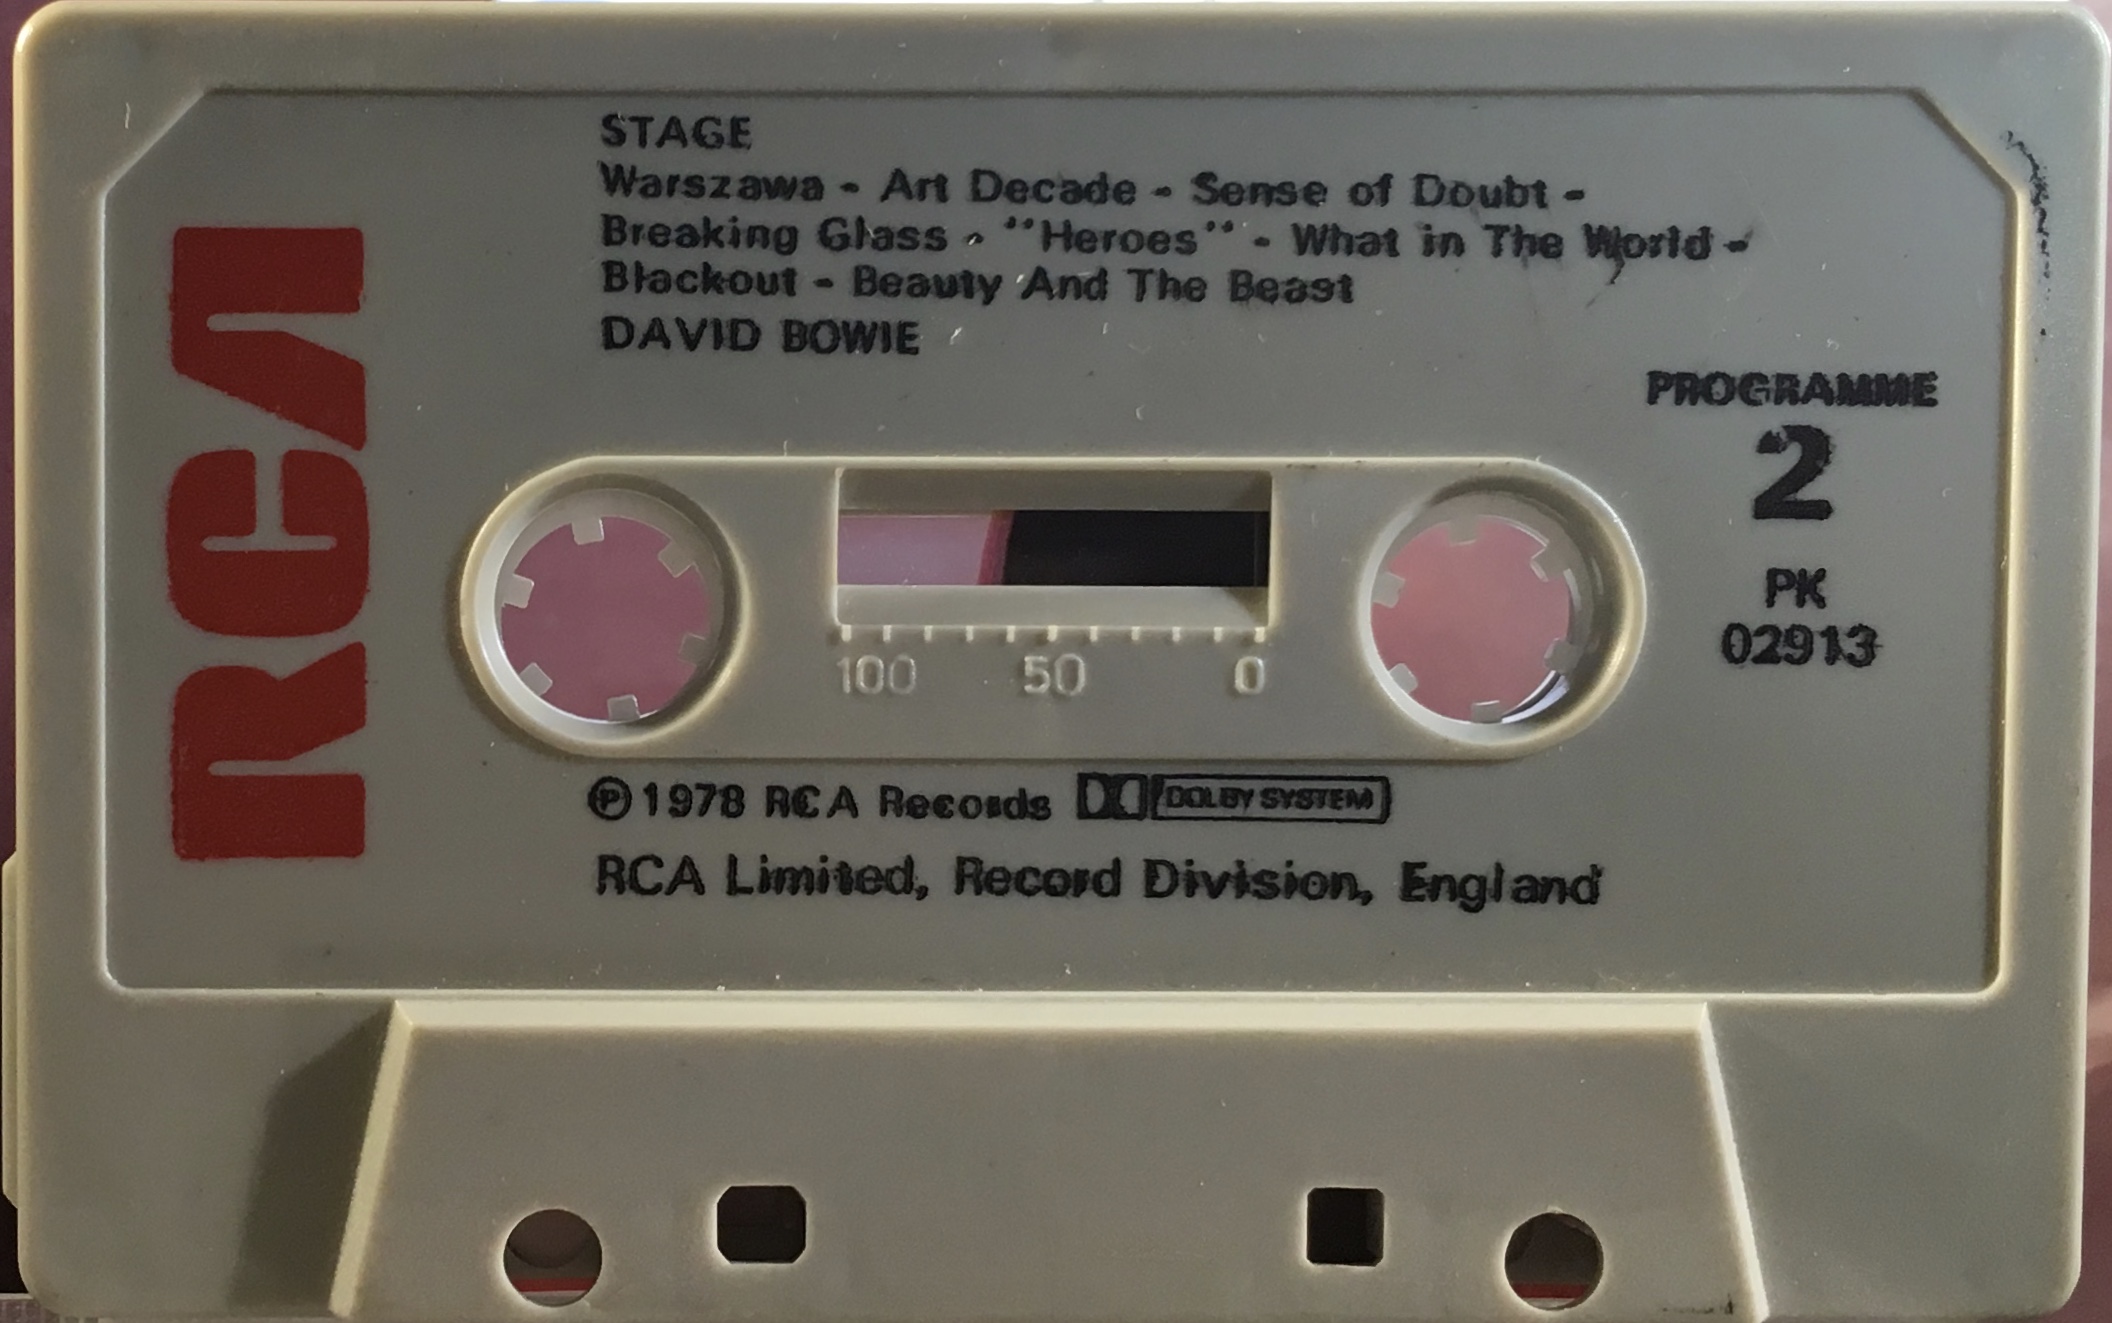 STAGE
Warszawa - Art Decade - Sense of Doubt -
Breaking Glass - "Heroes" - What in The World -
Blackout - Beauty And The Beast
DAVID BOWIE
RCA
PROGRAMME
2
PK
02913
100 50 0
Ⓟ1978 RCA Records DOLBY SYSTEM
RCA Limited, Record Division, England